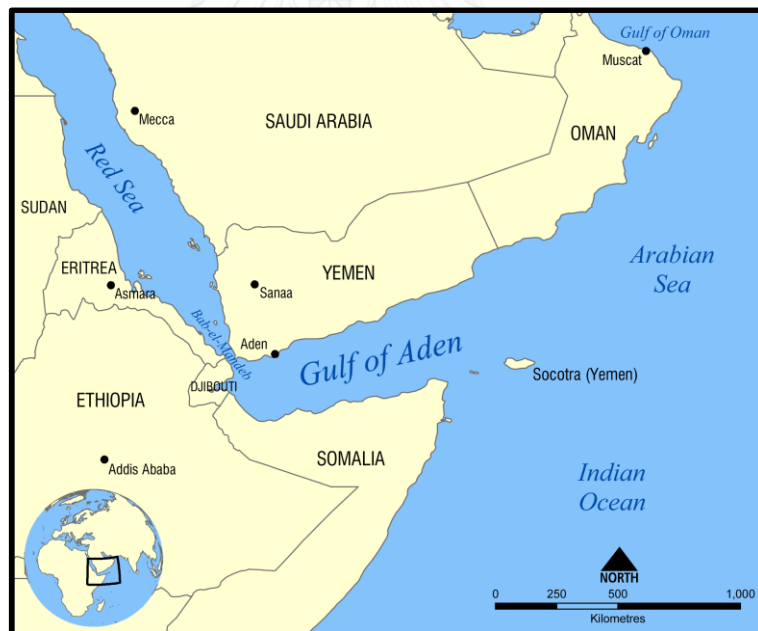 Gulf of Oman
Muscat
Mecca
SAUDI ARABIA
OMAN
Red Sea
SUDAN
Arabian
Sea
ERITREA
YEMEN
Asmara
Sanaa
Bab-el-Mandeb
Aden
Gulf of Aden
DJIBOUTI
Socotra (Yemen)
ETHIOPIA
SOMALIA
Addis Ababa
Indian
Ocean
NORTH
0 250 500 1,000
Kilometres